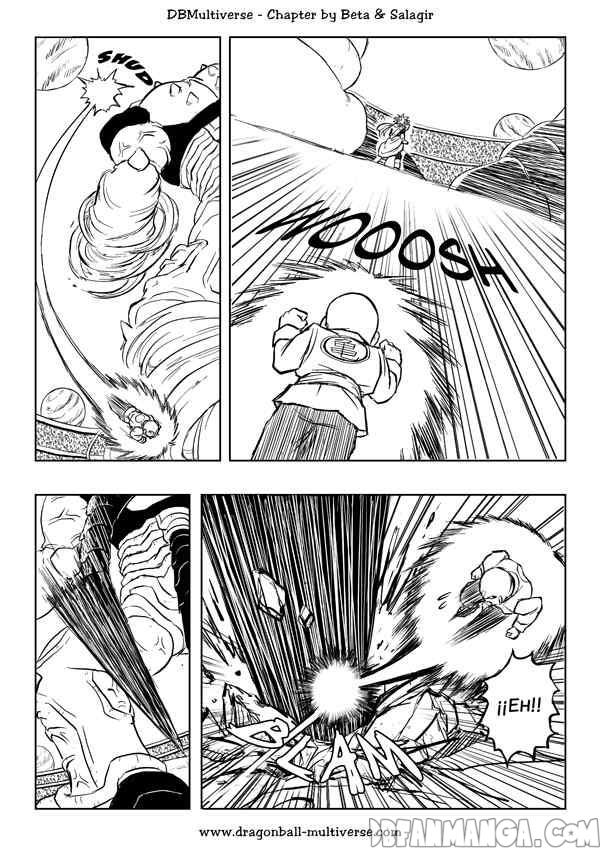 DBMultiverse - Chapter by Beta & Salagir
SHUD
WOOOSH
¡¡EH!!
BLAM
www.dragonball-multiverse.com
DBFANMANGA.COM